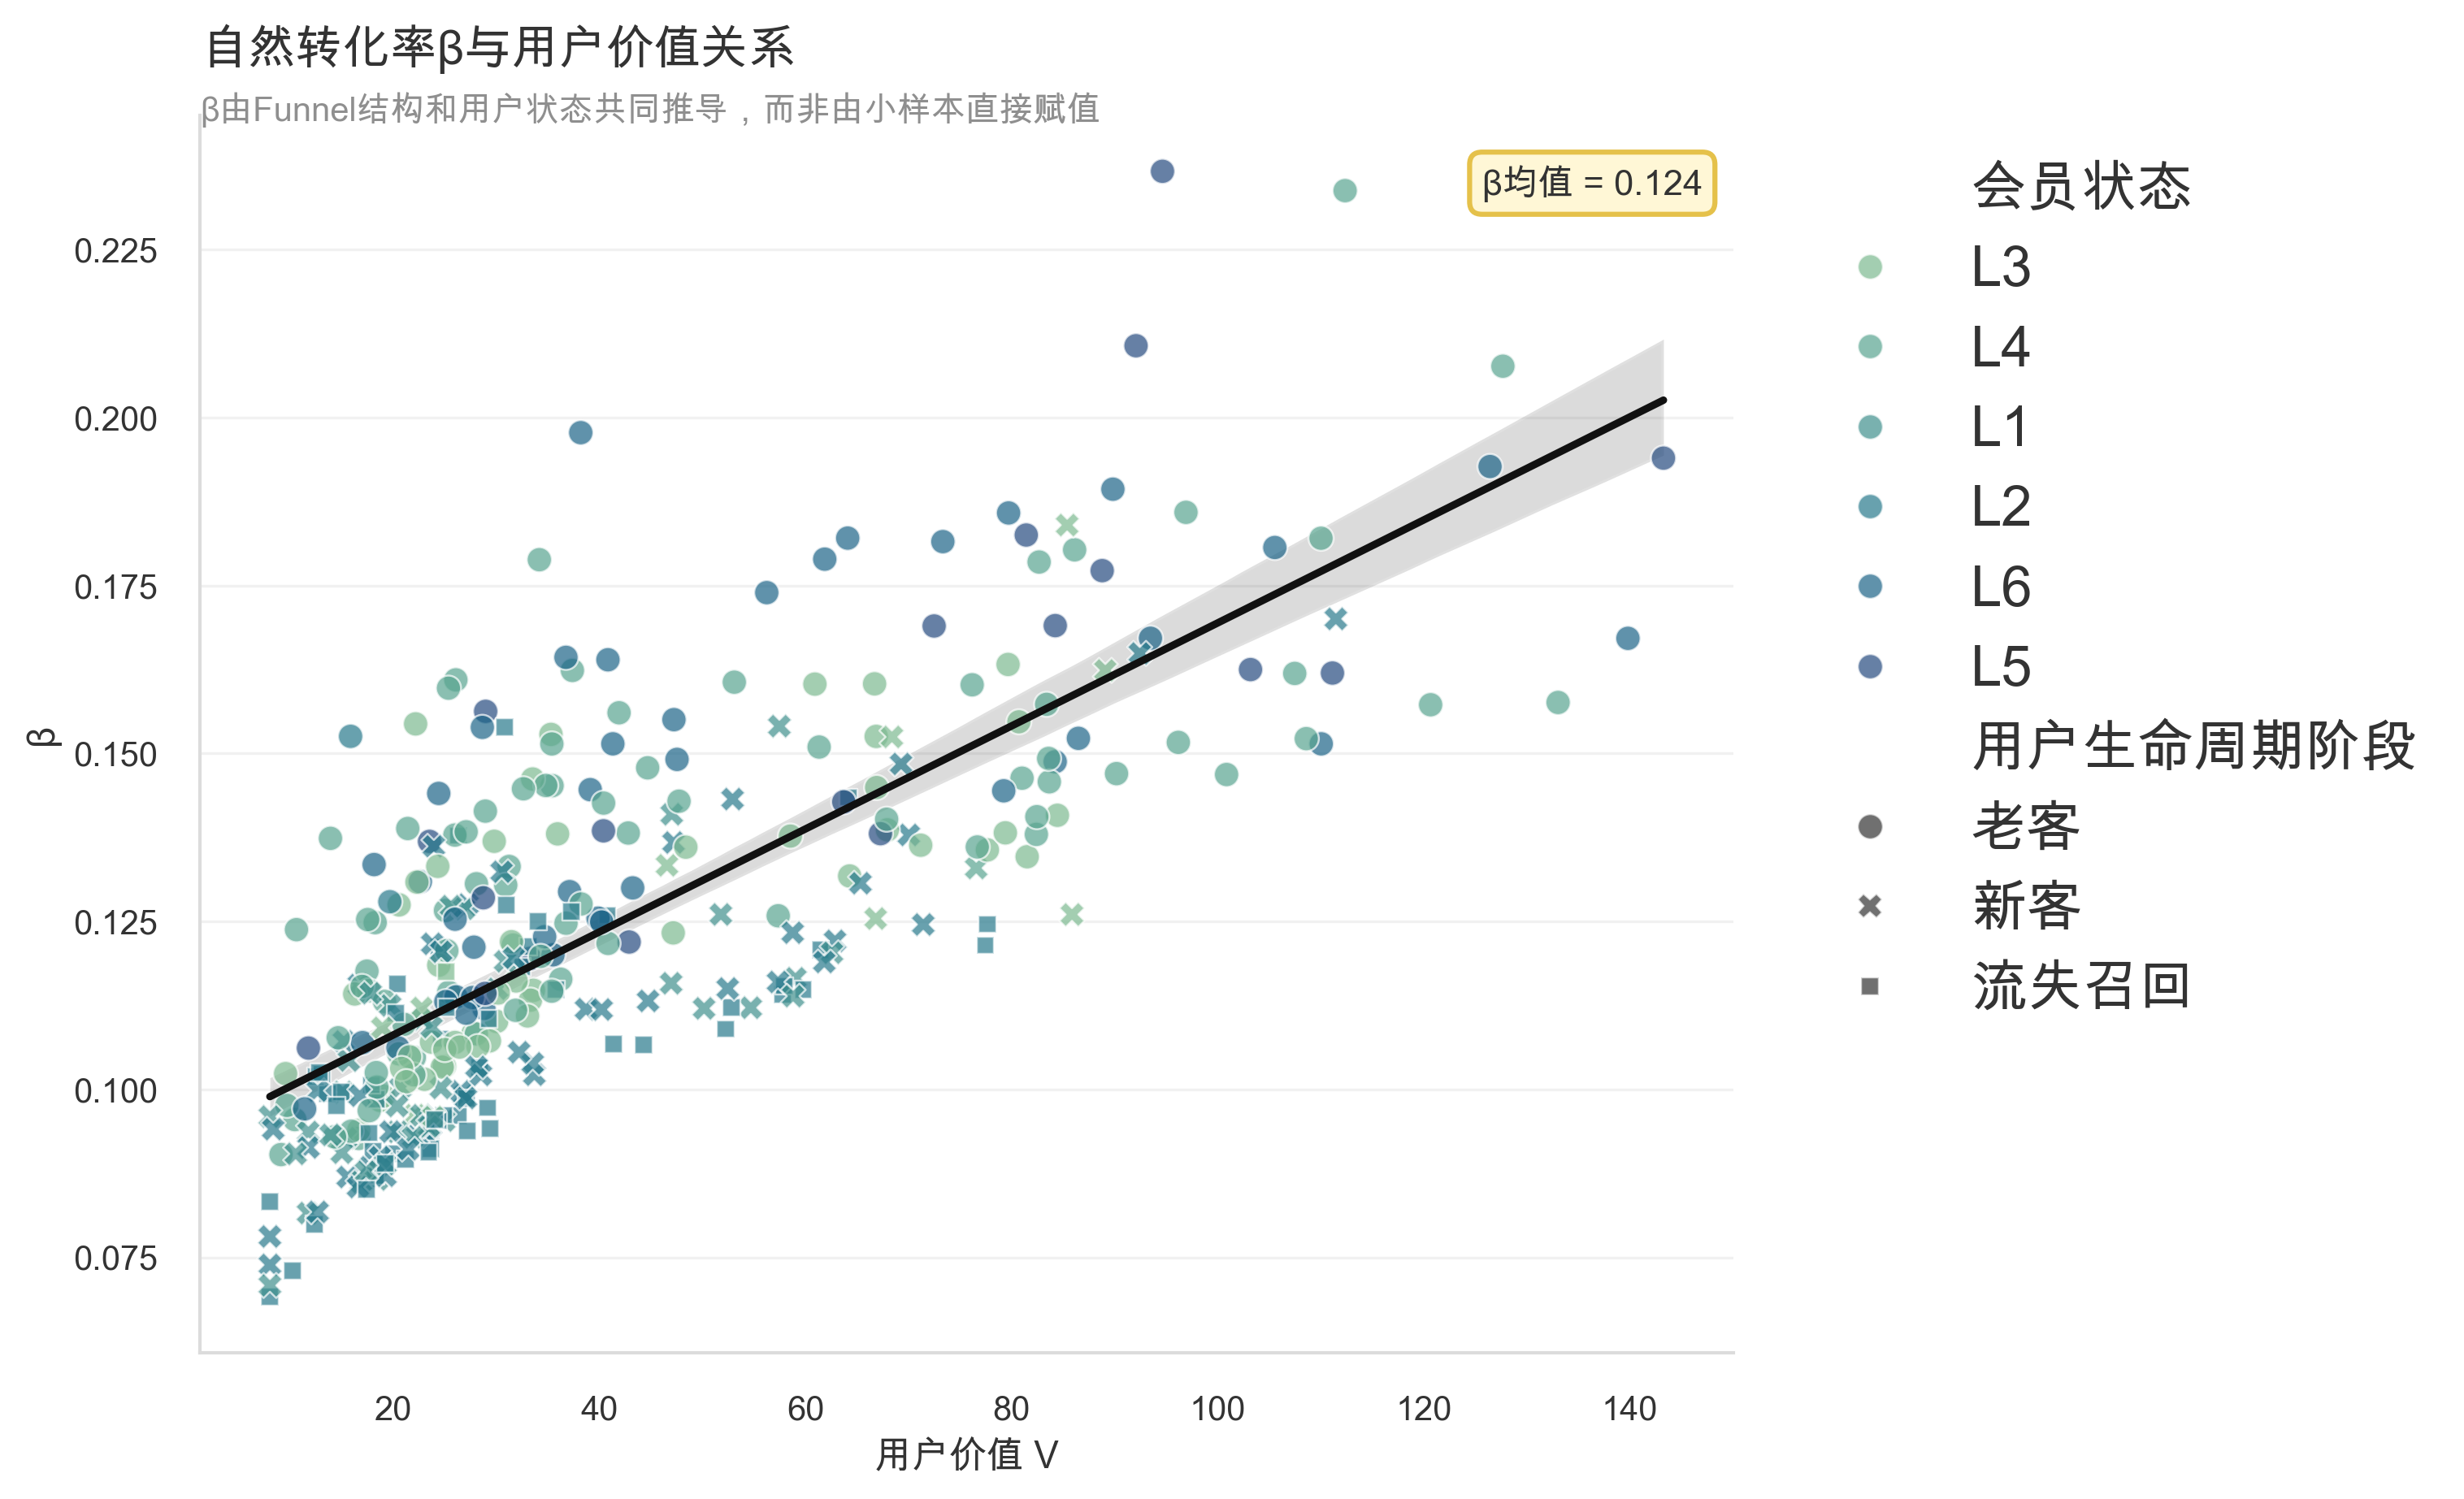 自然转化率β与用户价值关系
β由Funnel结构和用户状态共同推导，而非由小样本直接赋值
β均值 = 0.124
0.225
0.200
0.175
0.150
0.125
0.100
0.075
β
20 40 60 80 100 120 140
用户价值 V
会员状态
L3
L4
L1
L2
L6
L5
用户生命周期阶段
老客
新客
流失召回